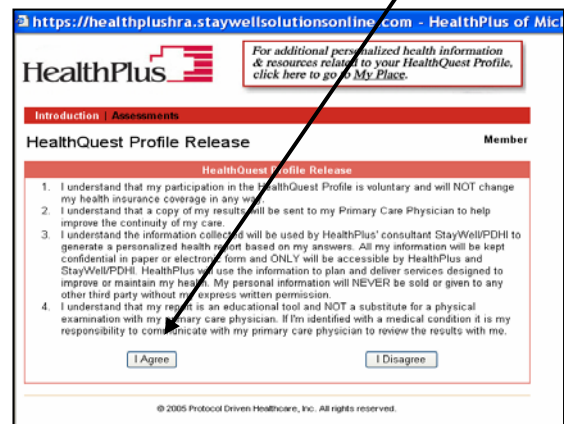 https://healthplushra.staywellsolutionsonline.com - HealthPlus of Mich
HealthPlus
For additional personalized health information
& resources related to your HealthQuest Profile,
click here to go to My Place.
Introduction | Assessments
HealthQuest Profile Release
Member
HealthQuest Profile Release
1. I understand that my participation in the HealthQuest Profile is voluntary and will NOT change
my health insurance coverage in any way.
2. I understand that a copy of my results will be sent to my Primary Care Physician to help
improve the continuity of my care.
3. I understand the information collected will be used by HealthPlus' consultant StayWell/PDHI to
generate a personalized health report based on my answers. All my information will be kept
confidential in paper or electronic form and ONLY will be accessible by HealthPlus and
StayWell/PDHI. HealthPlus will use the information to plan and deliver services designed to
improve or maintain my health. My personal information will NEVER be sold or given to any
other third party without my express written permission.
4. I understand that my report is an educational tool and NOT a substitute for a physical
examination with my primary care physician. If I'm identified with a medical condition it is my
responsibility to communicate with my primary care physician to review the results with me.
I Agree
I Disagree
© 2005 Protocol Driven Healthcare, Inc. All rights reserved.